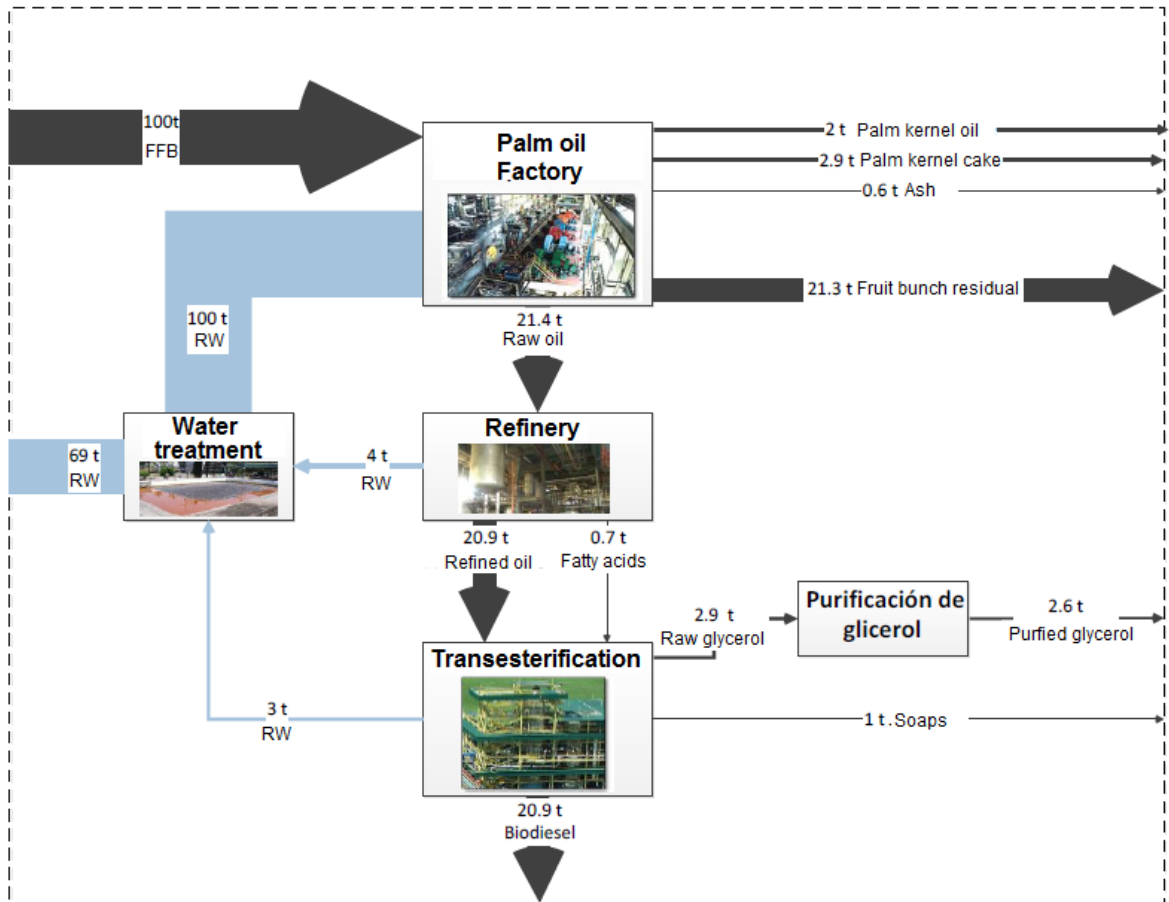 100t
FFB
Palm oil
Factory
2 t Palm kernel oil
2.9 t Palm kernel cake
0.6 t Ash
21.3 t Fruit bunch residual
100 t
RW
21.4 t
Raw oil
Water
treatment
Refinery
69 t
RW
4 t
RW
20.9 t
Refined oil
0.7 t
Fatty acids
Purificación de
glicerol
2.9 t
Raw glycerol
2.6 t
Purfied glycerol
Transesterification
3 t
RW
1 t .Soaps
20.9 t
Biodiesel